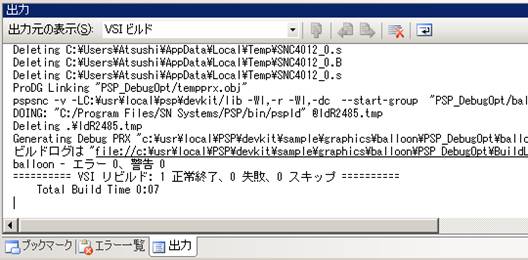 出力
出力元の表示(S): VSI ビルド
Deleting C:\Users\Atsushi\AppData\Local\Temp\SNC4012_0.s
Deleting C:\Users\Atsushi\AppData\Local\Temp\SNC4012_0.B
Deleting C:\Users\Atsushi\AppData\Local\Temp\SNC4012_0.s
ProDG Linking "PSP_DebugOpt/tempprx.obj"
pspsnc -v -LC:\usr\local\psp\devkit/lib -Wl,-r -Wl,-dc --start-group "PSP_DebugOpt/bal
DOING: "C:/Program Files/SN Systems/PSP/bin/pspld" @ldR2485.tmp
Deleting .\ldR2485.tmp
Generating Debug PRX "c:\usr\local\PSP\devkit\sample\graphics\balloon\PSP_DebugOpt\balloo
ビルドログは "file://c:\usr\local\PSP\devkit\sample\graphics\balloon\PSP_DebugOpt\BuildL
balloon - エラー 0、警告 0
========== VSI リビルド: 1 正常終了、0 失敗、0 スキップ ==========
Total Build Time 0:07
ブックマーク エラー一覧 出力